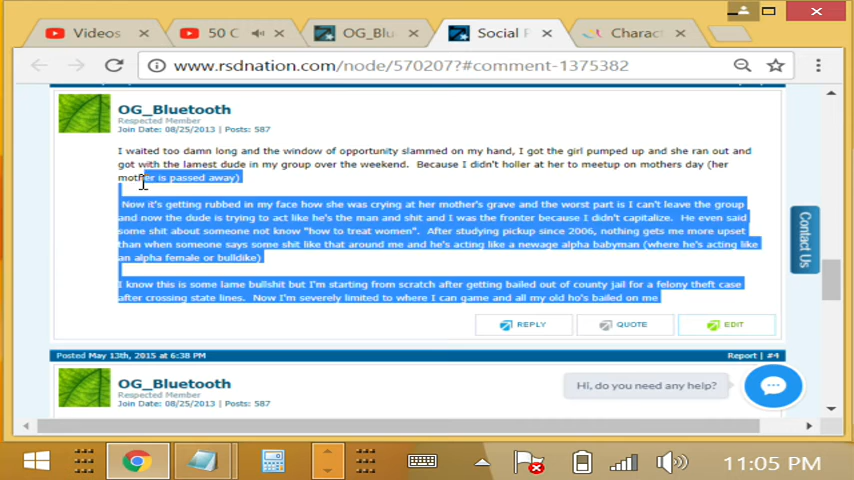 Videos
50 C
OG_Blu
Social
Charac
www.rsdnation.com/node/570207?#comment-1375382
OG_Bluetooth
Respected Member
Join Date: 08/25/2013 | Posts: 587
I waited too damn long and the window of opportunity slammed on my hand, I got the girl pumped up and she ran out and
got with the lamest dude in my group over the weekend.  Because I didn't holler at her to meetup on mothers day (her
mother is passed away)
Now it's getting rubbed in my face how she was crying at her mother's grave and the worst part is I can't leave the group
and now the dude is trying to act like he's the man and shit and I was the fronter because I didn't capitalize.  He even said
some shit about someone not know "how to treat women".  After studying pickup since 2006, nothing gets me more upset
than when someone says some shit like that around me and he's acting like a newage alpha babyman (where he's acting like
an alpha female or bulldike)
I know this is some lame bullshit but I'm starting from scratch after getting bailed out of county jail for a felony theft case
after crossing state lines.  Now I'm severely limited to where I can game and all my old ho's bailed on me
REPLY
QUOTE
EDIT
Contact Us
Posted May 13th, 2015 at 6:38 PM
Report | #4
OG_Bluetooth
Respected Member
Join Date: 08/25/2013 | Posts: 587
Hi, do you need any help?
11:05 PM